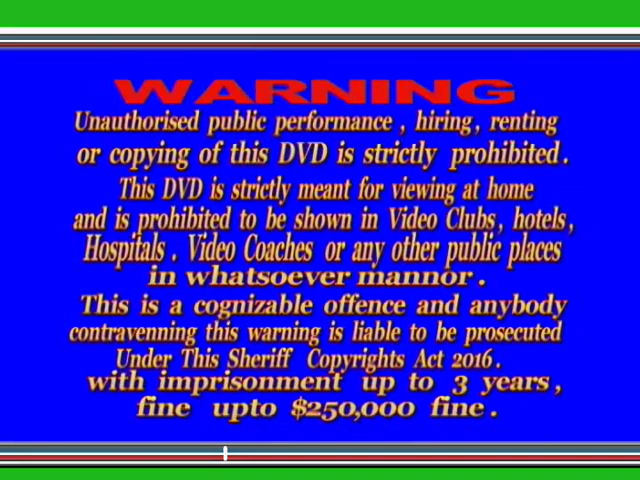 WARNING
Unauthorised public performance , hiring, renting
or copying of this DVD is strictly prohibited.
This DVD is strictly meant for viewing at home
and is prohibited to be shown in Video Clubs, hotels,
Hospitals . Video Coaches or any other public places
in whatsoever mannor .
This is a cognizable offence and anybody
contravenning this warning is liable to be prosecuted
Under This Sheriff Copyrights Act 2016 .
with imprisonment up to 3 years ,
fine upto $250,000 fine .